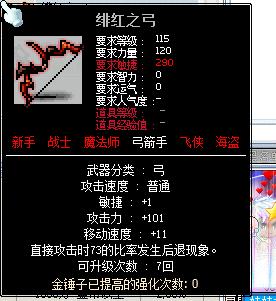 绯红之弓
要求等级： 115
要求力量： 120
要求敏捷： 290
要求智力： 0
要求运气： 0
要求人气度：-
道具等级： -
道具经验值：-
新手 战士 魔法师 弓箭手 飞侠 海盗
武器分类 : 弓
攻击速度 : 普通
敏捷 : +1
攻击力 : +101
移动速度 : +11
直接攻击时73的比率发生后退现象。
可升级次数 : 7回
金锤子已提高的强化次数: 0